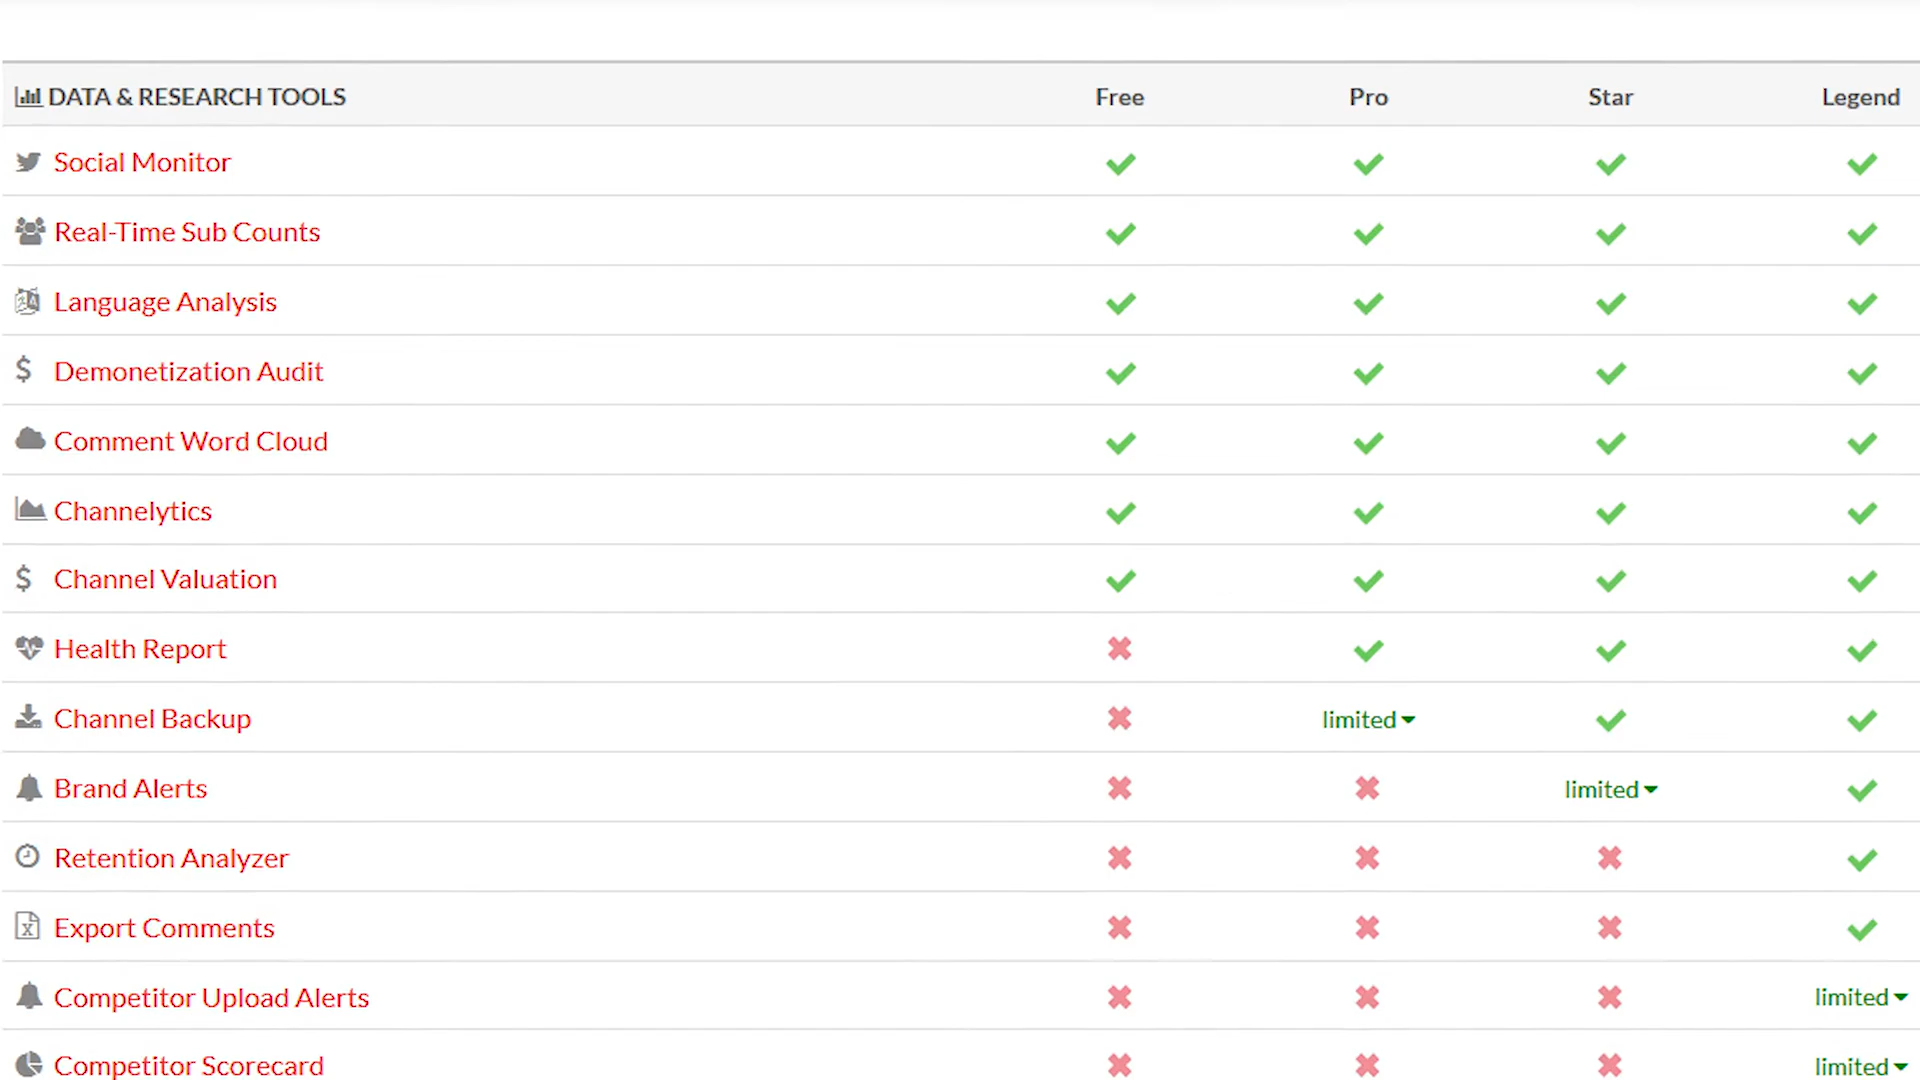 DATA & RESEARCH TOOLS Free Pro Star Legend
Social Monitor
Real-Time Sub Counts
Language Analysis
Demonetization Audit
Comment Word Cloud
Channelytics
Channel Valuation
Health Report
Channel Backup limited
Brand Alerts limited
Retention Analyzer
Export Comments
Competitor Upload Alerts limited
Competitor Scorecard limited